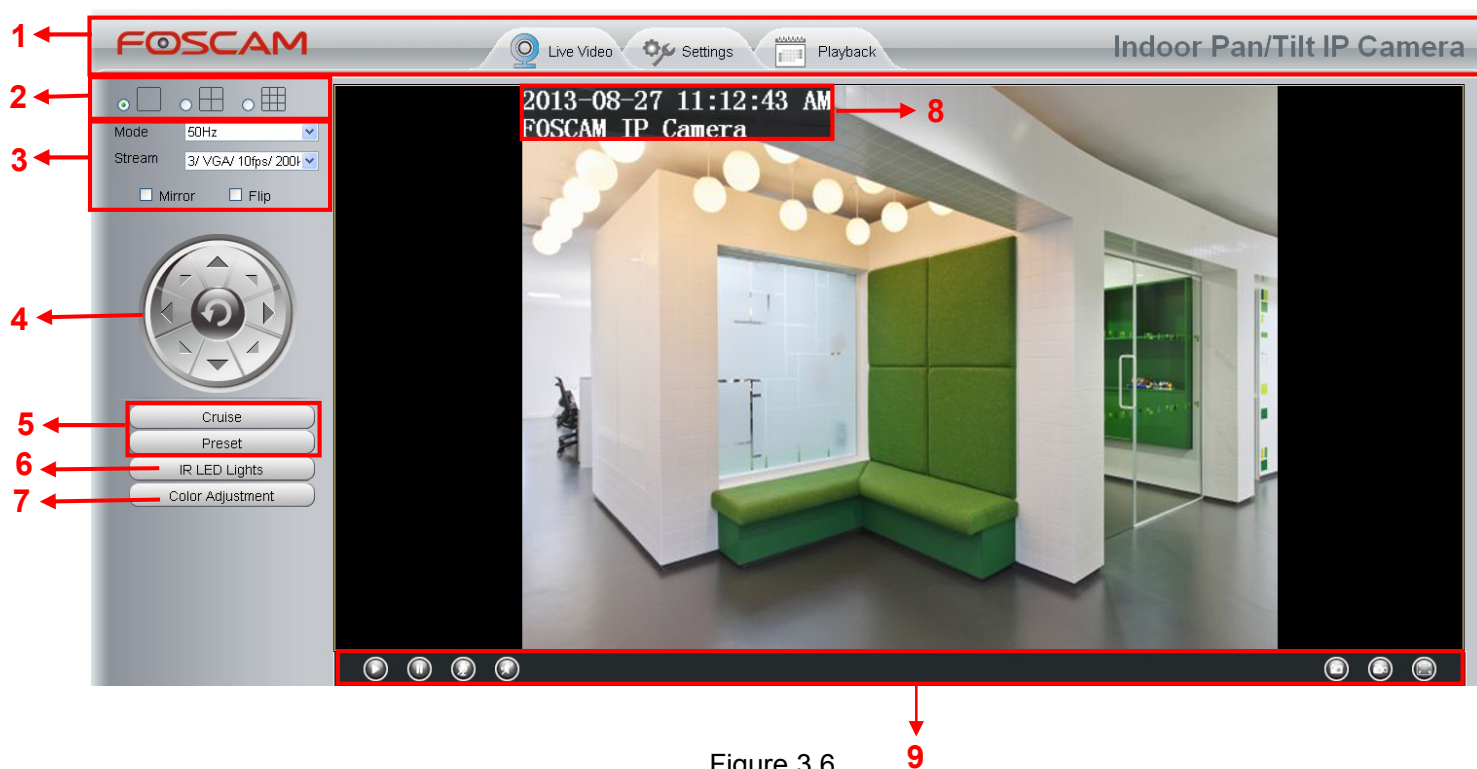 1
FOSCAM
Live Video
Settings
Playback
Indoor Pan/Tilt IP Camera
2
3
Mode
50Hz
Stream
3/ VGA/ 10fps/ 200k
Mirror
Flip
4
5
Cruise
Preset
6
IR LED Lights
7
Color Adjustment
2013-08-27 11:12:43 AM
FOSCAM IP Camera
8
9
Figure 3.6